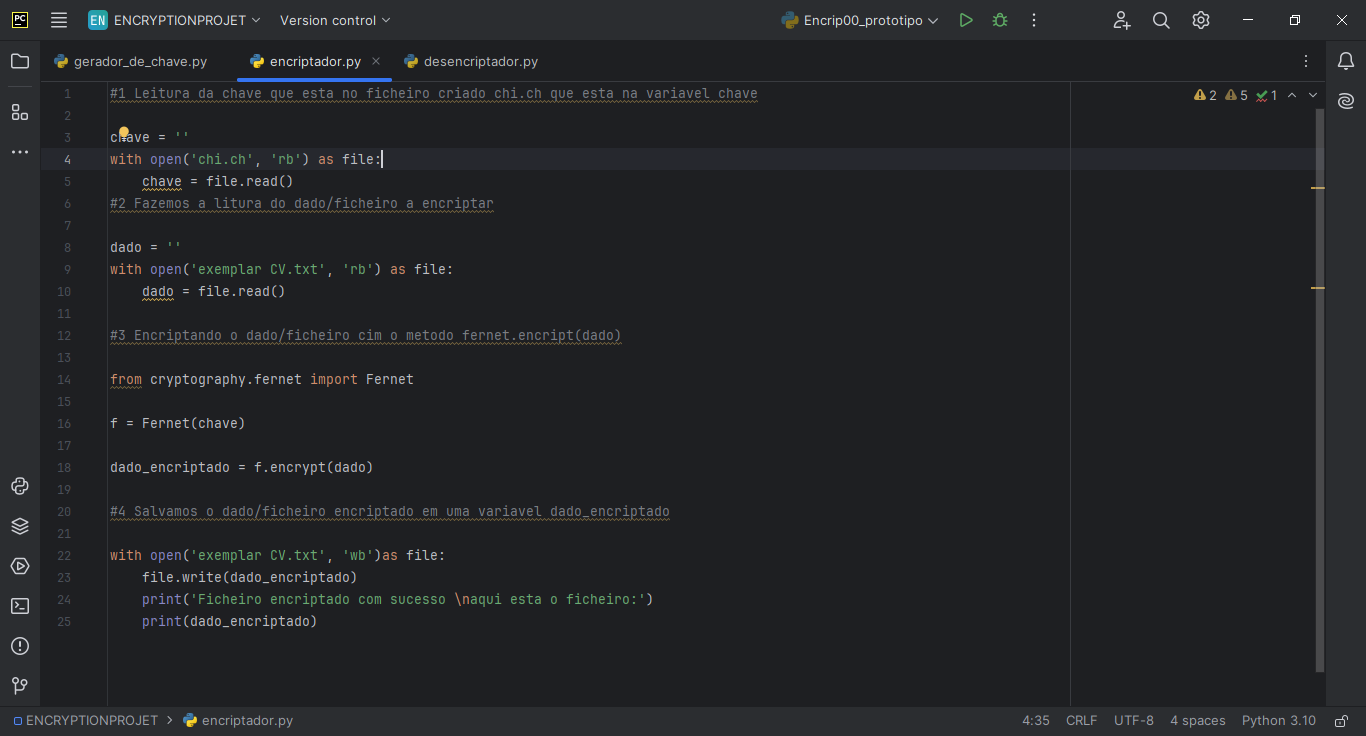 PC EN ENCRYPTIONPROJET Version control Encrip00_prototipo
gerador_de_chave.py encriptador.py desencriptador.py
1 #1 Leitura da chave que esta no ficheiro criado chi.ch que esta na variavel chave
2 5 1
2
3 chave = ''
4 with open('chi.ch', 'rb') as file:
5 chave = file.read()
6 #2 Fazemos a litura do dado/ficheiro a encriptar
7
8 dado = ''
9 with open('exemplar CV.txt', 'rb') as file:
10 dado = file.read()
11
12 #3 Encriptando o dado/ficheiro cim o metodo fernet.encript(dado)
13
14 from cryptography.fernet import Fernet
15
16 f = Fernet(chave)
17
18 dado_encriptado = f.encrypt(dado)
19
20 #4 Salvamos o dado/ficheiro encriptado em uma variavel dado_encriptado
21
22 with open('exemplar CV.txt', 'wb')as file:
23 file.write(dado_encriptado)
24 print('Ficheiro encriptado com sucesso \naqui esta o ficheiro:')
25 print(dado_encriptado)
ENCRYPTIONPROJET > encriptador.py 4:35 CRLF UTF-8 4 spaces Python 3.10